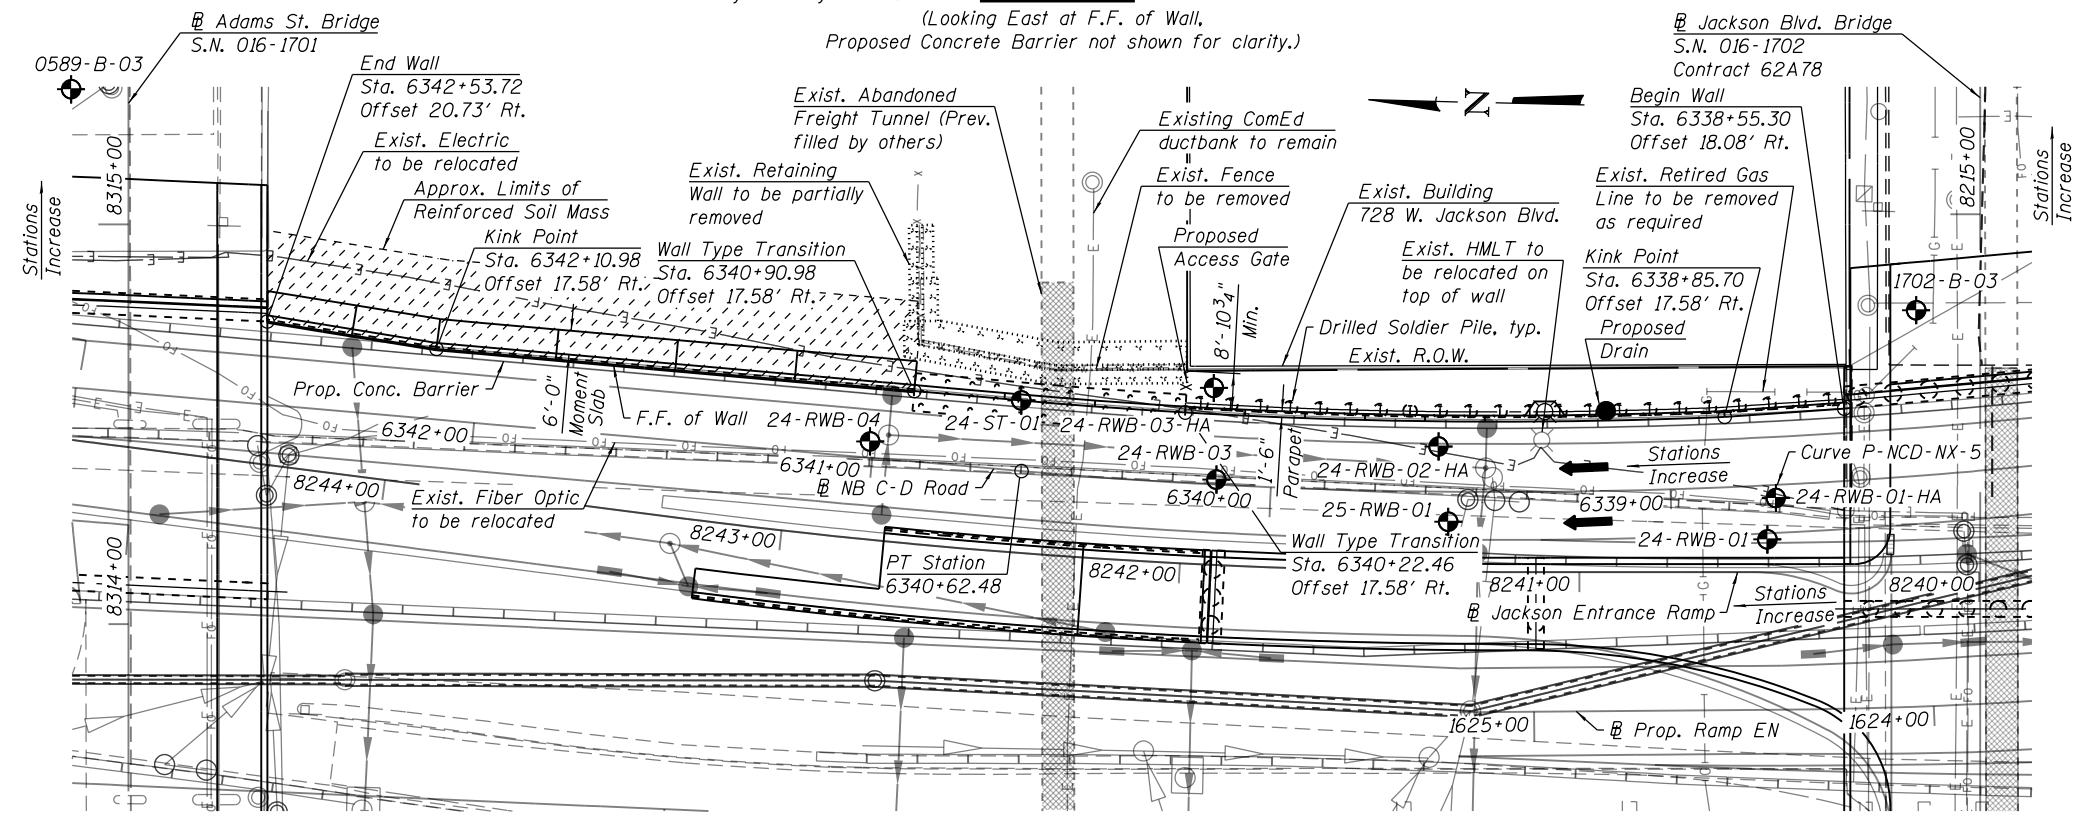 (Looking East at F.F. of Wall,
Proposed Concrete Barrier not shown for clarity.)
℔ Adams St. Bridge
S.N. 016-1701
0589-B-03
End Wall
Sta. 6342+53.72
Offset 20.73' Rt.
Exist. Electric
to be relocated
Approx. Limits of
Reinforced Soil Mass
Kink Point
Sta. 6342+10.98
Offset 17.58' Rt.
Exist. Retaining
Wall to be partially
removed
Wall Type Transition
Sta. 6340+90.98
Offset 17.58' Rt.
Exist. Abandoned
Freight Tunnel (Prev.
filled by others)
Existing ComEd
ductbank to remain
Exist. Fence
to be removed
Proposed
Access Gate
8'-10¾"
Min.
N
Exist. Building
728 W. Jackson Blvd.
Exist. HMLT to
be relocated on
top of wall
Drilled Soldier Pile, typ.
Exist. R.O.W.
℔ Jackson Blvd. Bridge
S.N. 016-1702
Contract 62A78
Begin Wall
Sta. 6338+55.30
Offset 18.08' Rt.
Exist. Retired Gas
Line to be removed
as required
Kink Point
Sta. 6338+85.70
Offset 17.58' Rt.
Proposed
Drain
1702-B-03
8215+00
Stations
Increase
Stations
Increase
8315+00
8314+00
Prop. Conc. Barrier
6'-0"
Moment
Slab
F.F. of Wall
24-RWB-04
24-ST-01
24-RWB-03-HA
24-RWB-03
6342+00
6341+00
℔ NB C-D Road
6340+00
1'-6"
Parapet
24-RWB-02-HA
25-RWB-01
Stations
Increase
6339+00
Curve P-NCD-NX-5
24-RWB-01-HA
24-RWB-01
8244+00
Exist. Fiber Optic
to be relocated
8243+00
PT Station
6340+62.48
8242+00
Wall Type Transition
Sta. 6340+22.46
Offset 17.58' Rt.
8241+00
℔ Jackson Entrance Ramp
Stations
Increase
8240+00
1625+00
℔ Prop. Ramp EN
1624+00